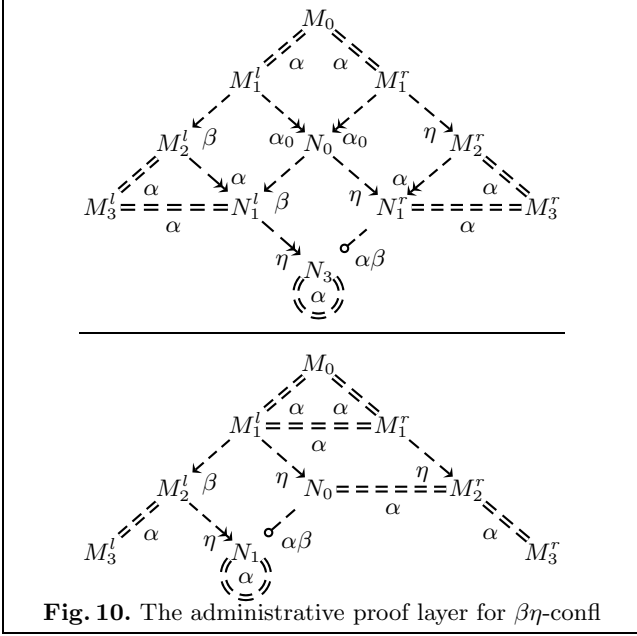 M₀
α α
M₁ˡ M₁ʳ
β α₀ N₀ α₀ η
M₂ˡ M₂ʳ
α α α α
M₃ˡ N₁ˡ β η N₁ʳ M₃ʳ
α α
η N₃ αβ
α
M₀
α α
M₁ˡ M₁ʳ
α
M₂ˡ β η N₀ η M₂ʳ
α
M₃ˡ α η N₁ αβ α M₃ʳ
α
Fig. 10. The administrative proof layer for βη-confl